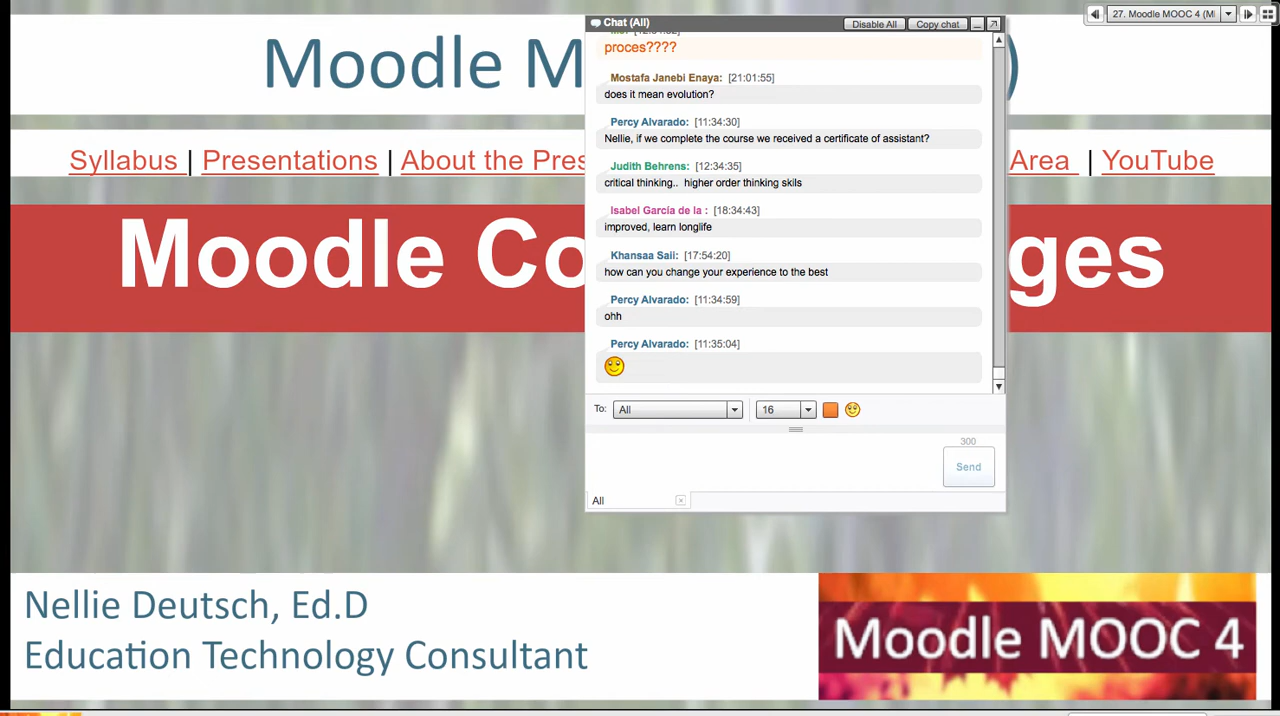 27. Moodle MOOC 4 (MI
Chat (All)
Disable All
Copy chat
Moodle M )
[12:34:32]
proces????
Mostafa Janebi Enaya: [21:01:55]
does it mean evolution?
Percy Alvarado: [11:34:30]
Nellie, if we complete the course we received a certificate of assistant?
Judith Behrens: [12:34:35]
critical thinking.. higher order thinking skils
Isabel García de la : [18:34:43]
improved, learn longlife
Khansaa Sail: [17:54:20]
how can you change your experience to the best
Percy Alvarado: [11:34:59]
ohh
Percy Alvarado: [11:35:04]
To: All 16
300
Send
All
Syllabus | Presentations | About the Pres Area | YouTube
Moodle Co ges
Nellie Deutsch, Ed.D
Education Technology Consultant
Moodle MOOC 4